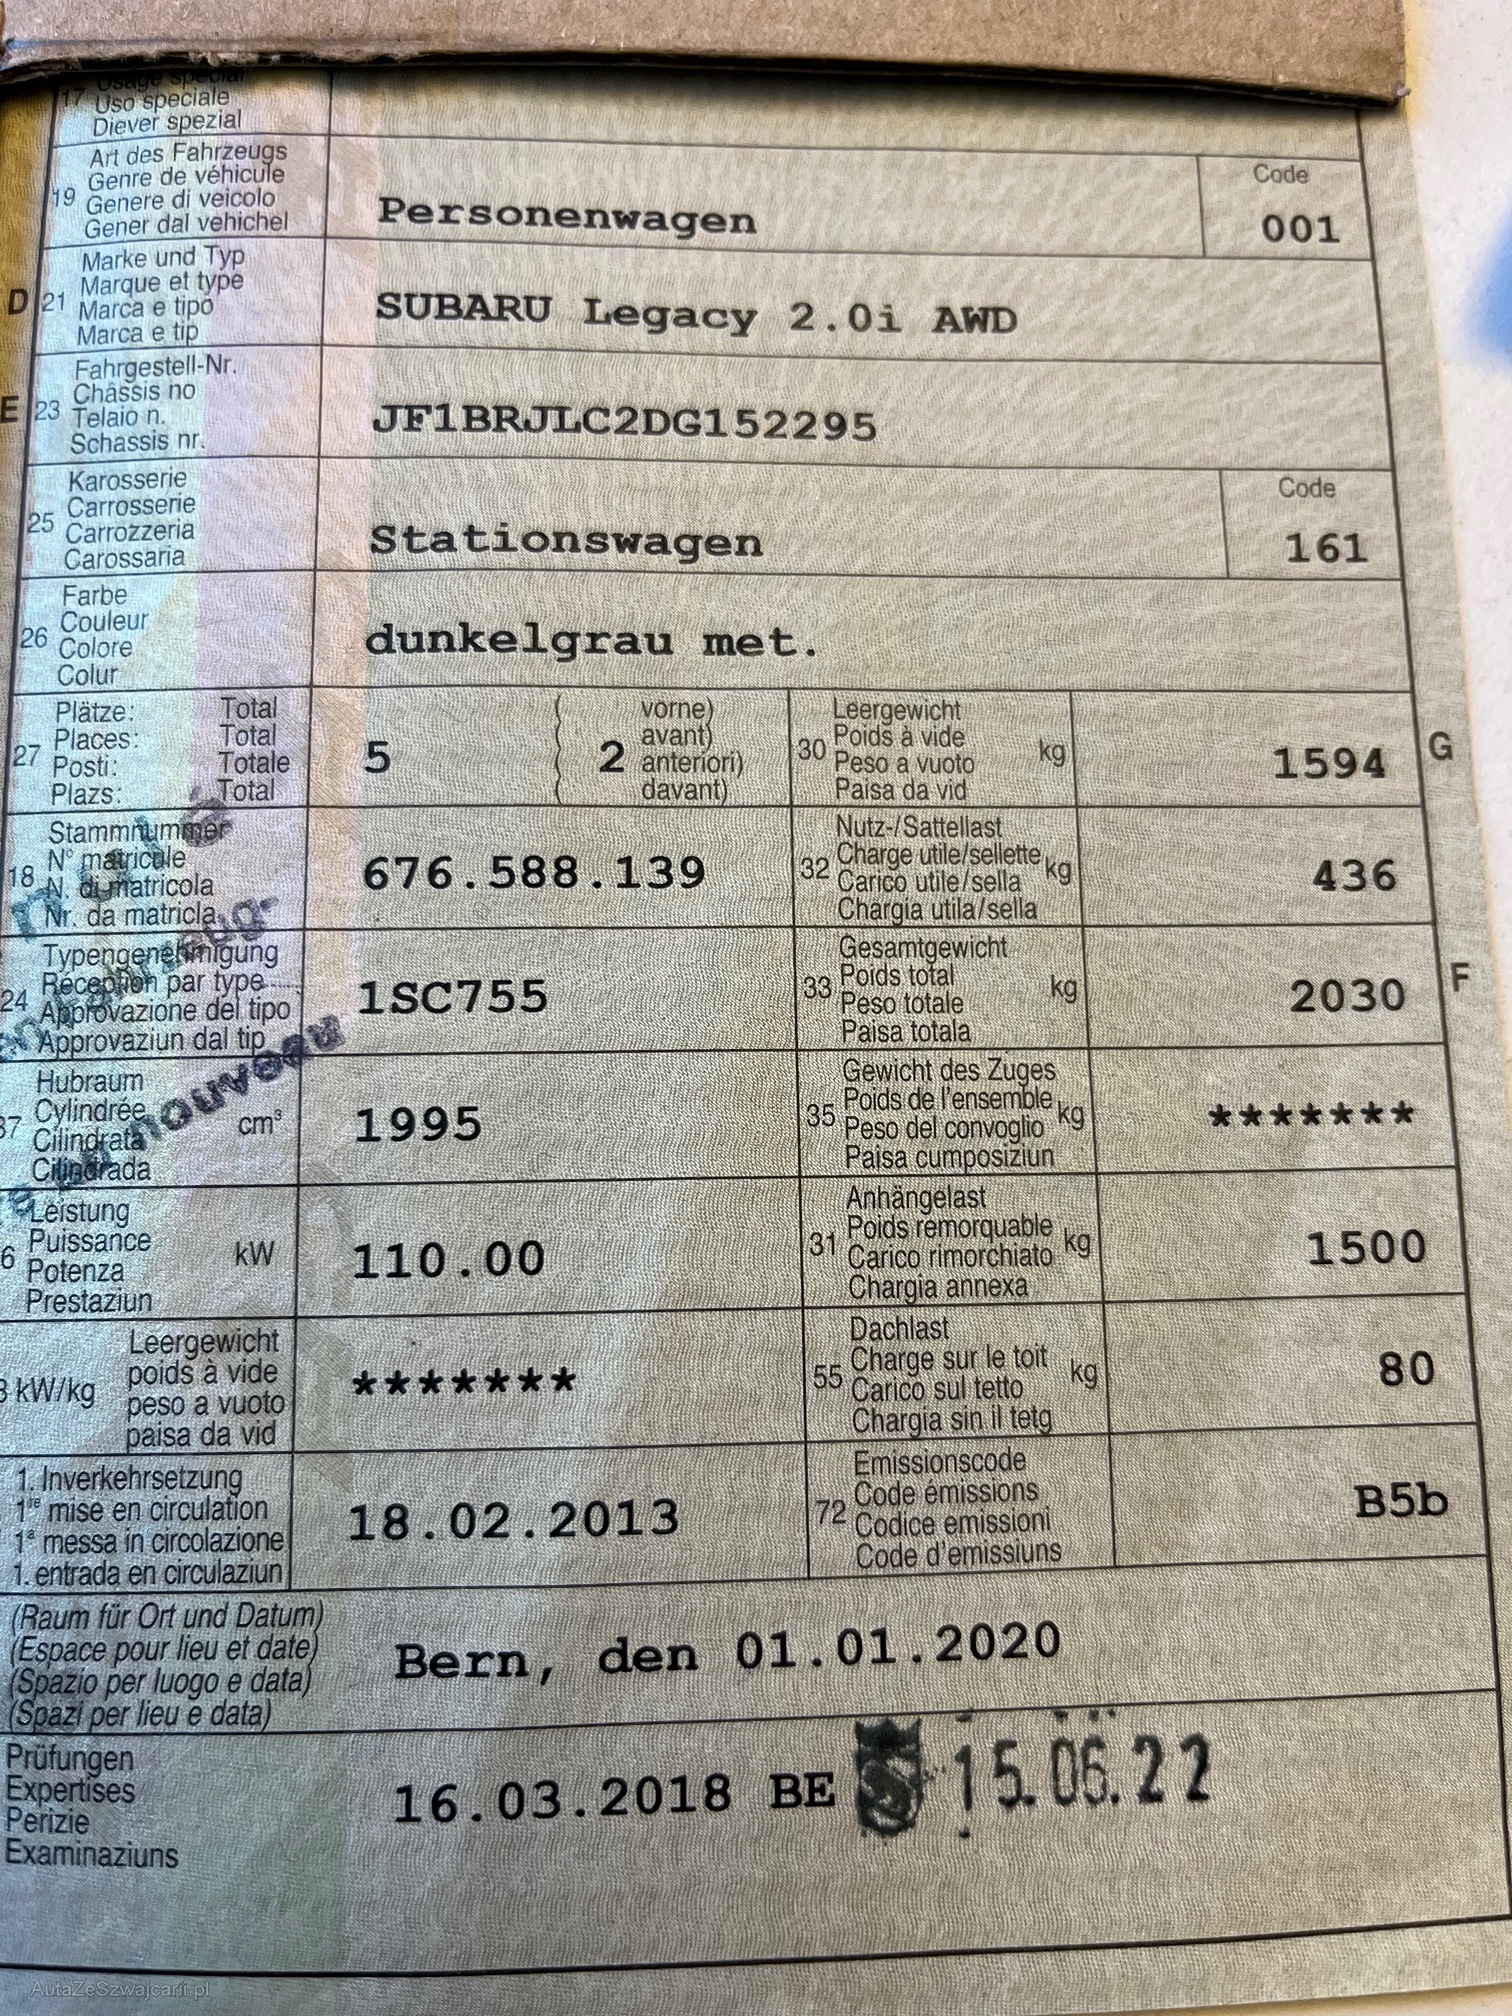 Usage special
17 Uso speciale
Diever spezial
Art des Fahrzeugs
Genre de véhicule
19 Genere di veicolo
Gener dal vehichel
Personenwagen
Code
001
Marke und Typ
Marque et type
D 21 Marca e tipo
Marca e tip
SUBARU Legacy 2.0i AWD
Fahrgestell-Nr.
Châssis no
E 23 Telaio n.
Schassis nr.
JF1BRJLC2DG152295
Karosserie
Carrosserie
25 Carrozzeria
Carossaria
Stationswagen
Code
161
Farbe
Couleur
26 Colore
Colur
dunkelgrau met.
Plätze: Total
Places: Total
27 Posti: Totale
Plazs: Total
5 ( 2 vorne)
avant)
anteriori)
davant)
Leergewicht
30 Poids à vide kg
Peso a vuoto
Paisa da vid
1594 G
Stammnummer
N° matricule
18 N. di matricola
Nr. da matricla
676.588.139
Nutz-/Sattellast
32 Charge utile/sellette kg
Carico utile/sella
Chargia utila/sella
436
Typengenehmigung
Réception par type
24 Approvazione del tipo
Approvaziun dal tip
1SC755
Gesamtgewicht
33 Poids total kg
Peso totale
Paisa totala
2030 F
Hubraum
37 Cylindrée cm³
Cilindrata
Cilindrada
nouveau
1995
Gewicht des Zuges
35 Poids de l'ensemble kg
Peso del convoglio
Paisa cumposiziun
*******
Leistung
6 Puissance kW
Potenza
Prestaziun
110.00
Anhängelast
31 Poids remorquable kg
Carico rimorchiato
Chargia annexa
1500
Leergewicht
kW/kg poids à vide
peso a vuoto
paisa da vid
*******
Dachlast
55 Charge sur le toit kg
Carico sul tetto
Chargia sin il tetg
80
1. Inverkehrsetzung
1re mise en circulation
1a messa in circolazione
1. entrada en circulaziun
18.02.2013
Emissionscode
72 Code émissions
Codice emissioni
Code d'emissiuns
B5b
(Raum für Ort und Datum)
(Espace pour lieu et date)
(Spazio per luogo e data)
(Spazi per lieu e data)
Bern, den 01.01.2020
Prüfungen
Expertises
Perizie
Examinaziuns
16.03.2018 BE S 15.06.22
AutaZeSzwajcarii.pl